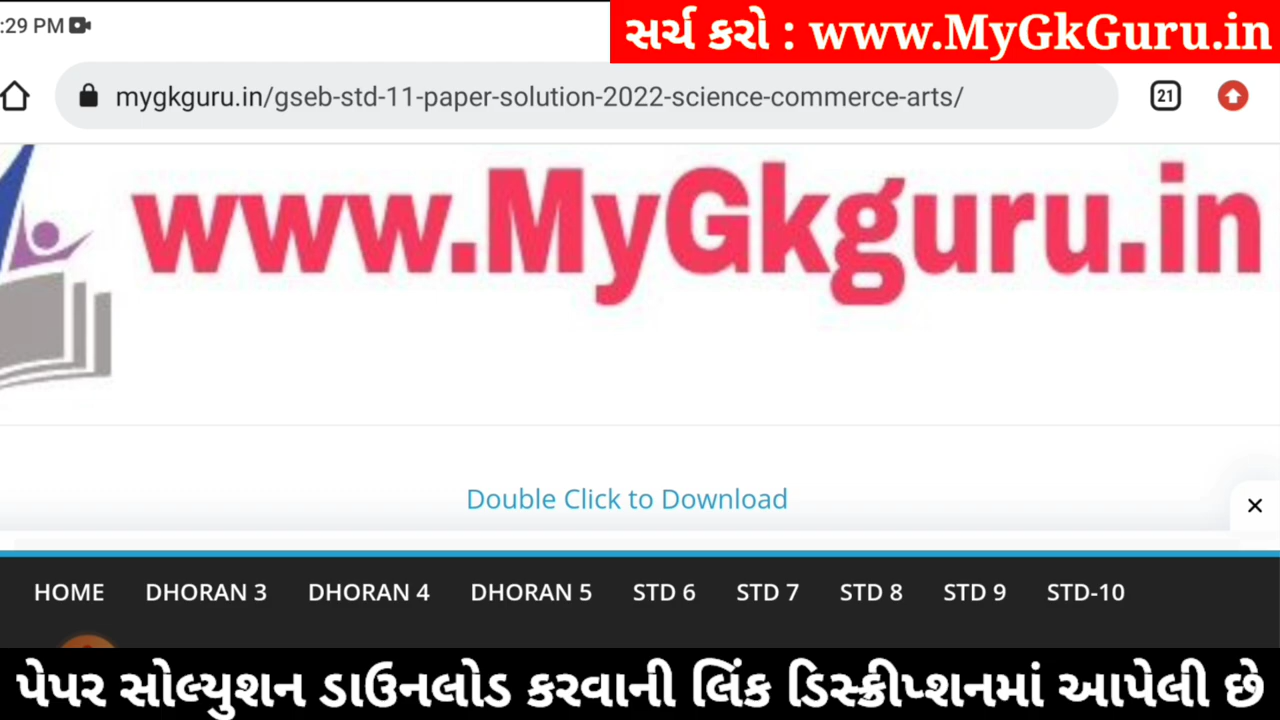 :29 PM
સર્ચ કરો : www.MyGkGuru.in
mygkguru.in/gseb-std-11-paper-solution-2022-science-commerce-arts/
21
www.MyGkguru.in
Double Click to Download
HOME DHORAN 3 DHORAN 4 DHORAN 5 STD 6 STD 7 STD 8 STD 9 STD-10
પેપર સોલ્યુશન ડાઉનલોડ કરવાની લિંક ડિસ્ક્રીપ્શનમાં આપેલી છે